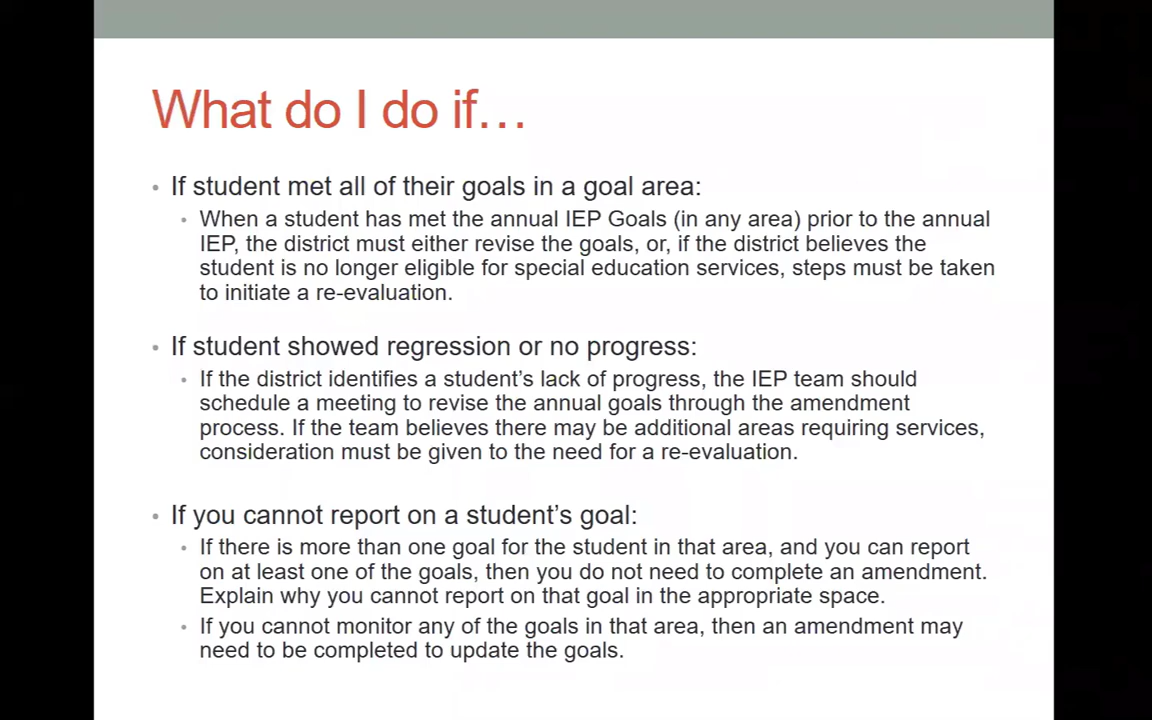 What do I do if…
• If student met all of their goals in a goal area:
• When a student has met the annual IEP Goals (in any area) prior to the annual
IEP, the district must either revise the goals, or, if the district believes the
student is no longer eligible for special education services, steps must be taken
to initiate a re-evaluation.
• If student showed regression or no progress:
• If the district identifies a student’s lack of progress, the IEP team should
schedule a meeting to revise the annual goals through the amendment
process. If the team believes there may be additional areas requiring services,
consideration must be given to the need for a re-evaluation.
• If you cannot report on a student’s goal:
• If there is more than one goal for the student in that area, and you can report
on at least one of the goals, then you do not need to complete an amendment.
Explain why you cannot report on that goal in the appropriate space.
• If you cannot monitor any of the goals in that area, then an amendment may
need to be completed to update the goals.